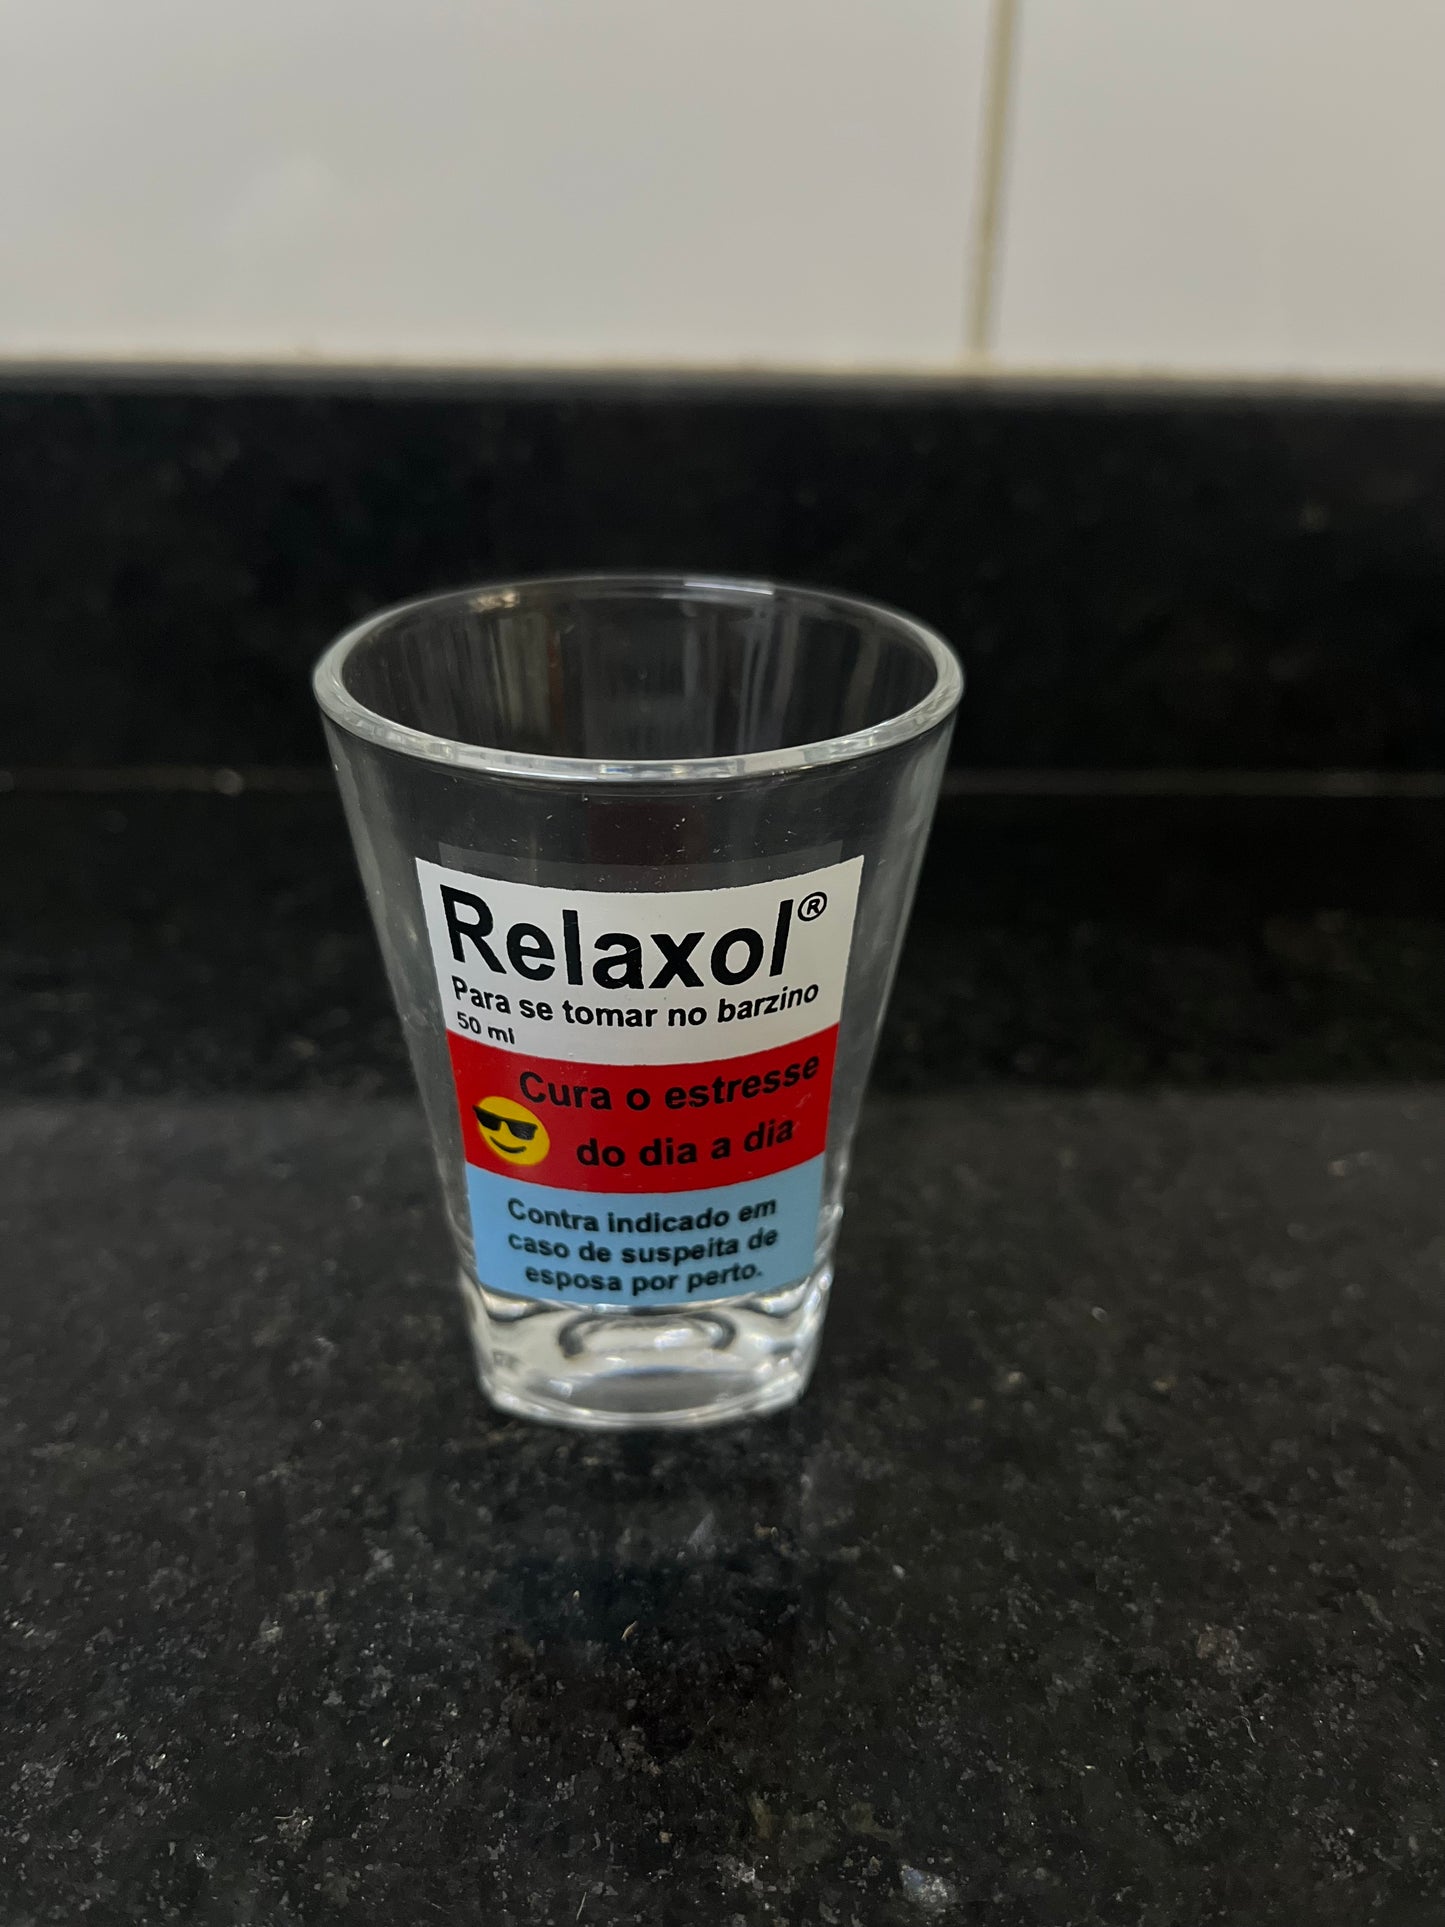 Relaxol®
Para se tomar no barzino
50 ml
Cura o estresse
do dia a dia
Contra indicado em
caso de suspeita de
esposa por perto.